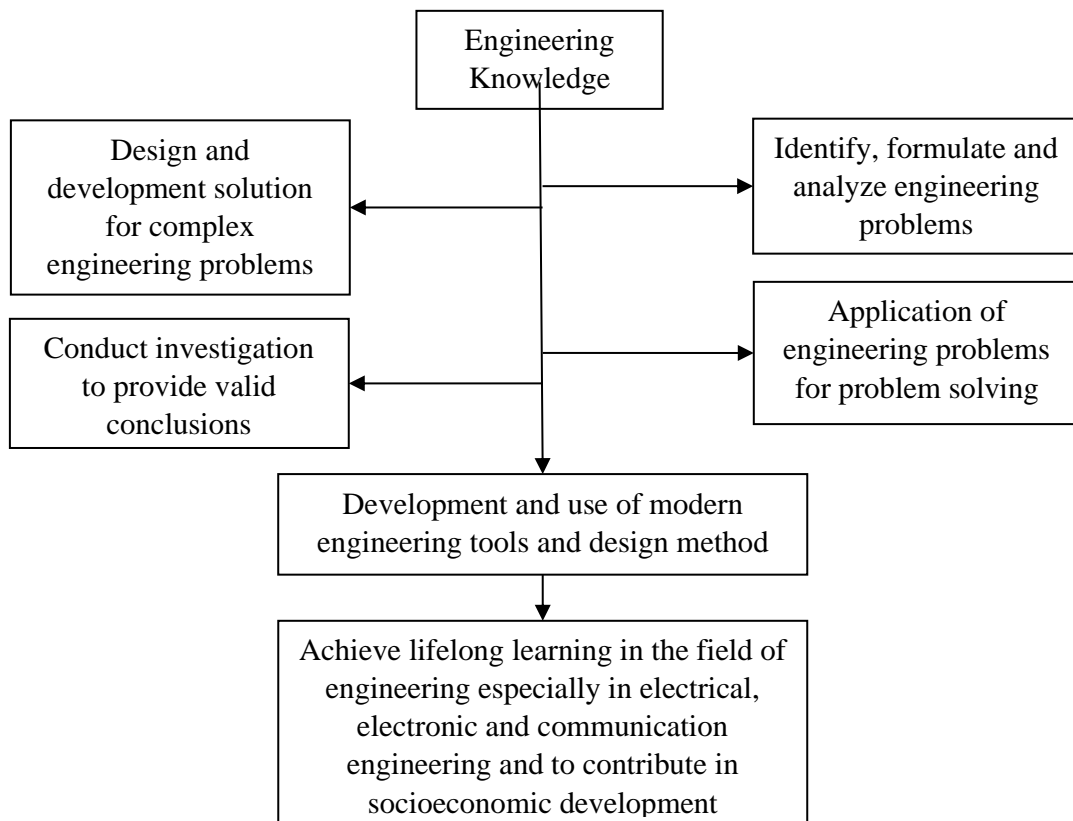 Engineering
Knowledge
Design and
development solution
for complex
engineering problems
Identify, formulate and
analyze engineering
problems
Conduct investigation
to provide valid
conclusions
Application of
engineering problems
for problem solving
Development and use of modern
engineering tools and design method
Achieve lifelong learning in the field of
engineering especially in electrical,
electronic and communication
engineering and to contribute in
socioeconomic development